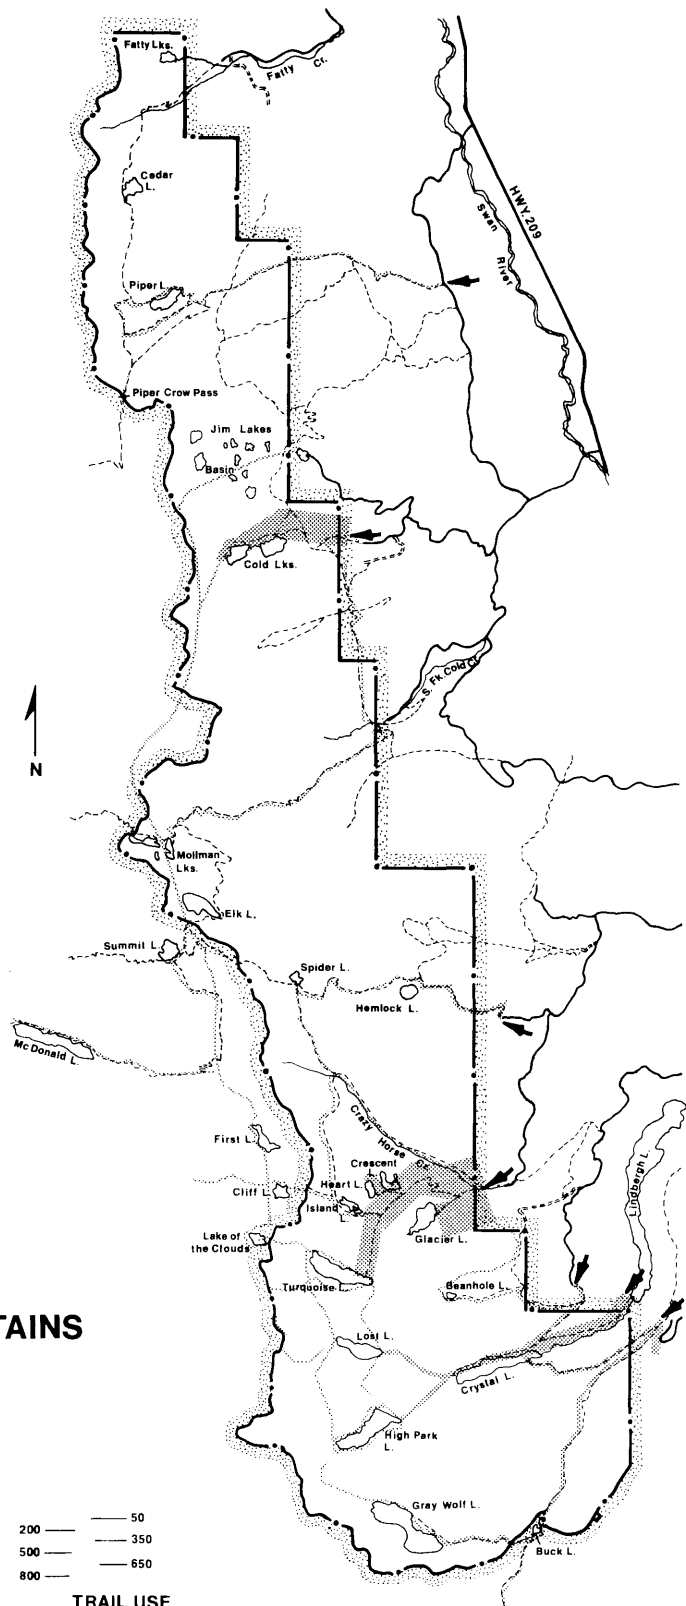 Fatty Lks.
Fatty Cr.
Cedar
L.
HWY. 209
Swan River
Piper L.
Piper Crow Pass
Jim Lakes
Basin
Cold Lks.
S. Fk. Cold Cr.
N
Mollman
Lks.
Elk L.
Summit L.
Spider L.
Hemlock L.
McDonald L.
Crazy Horse Cr.
First L.
Crescent
Lindbergh L.
Heart L.
Cliff L.
Island
L.
Glacier L.
Lake of
the Clouds
Turquoise L.
Beanhole L.
TAINS
Lost L.
Crystal L.
High Park
L.
Gray Wolf L.
Buck L.
50
200
350
500
650
800
TRAIL USE